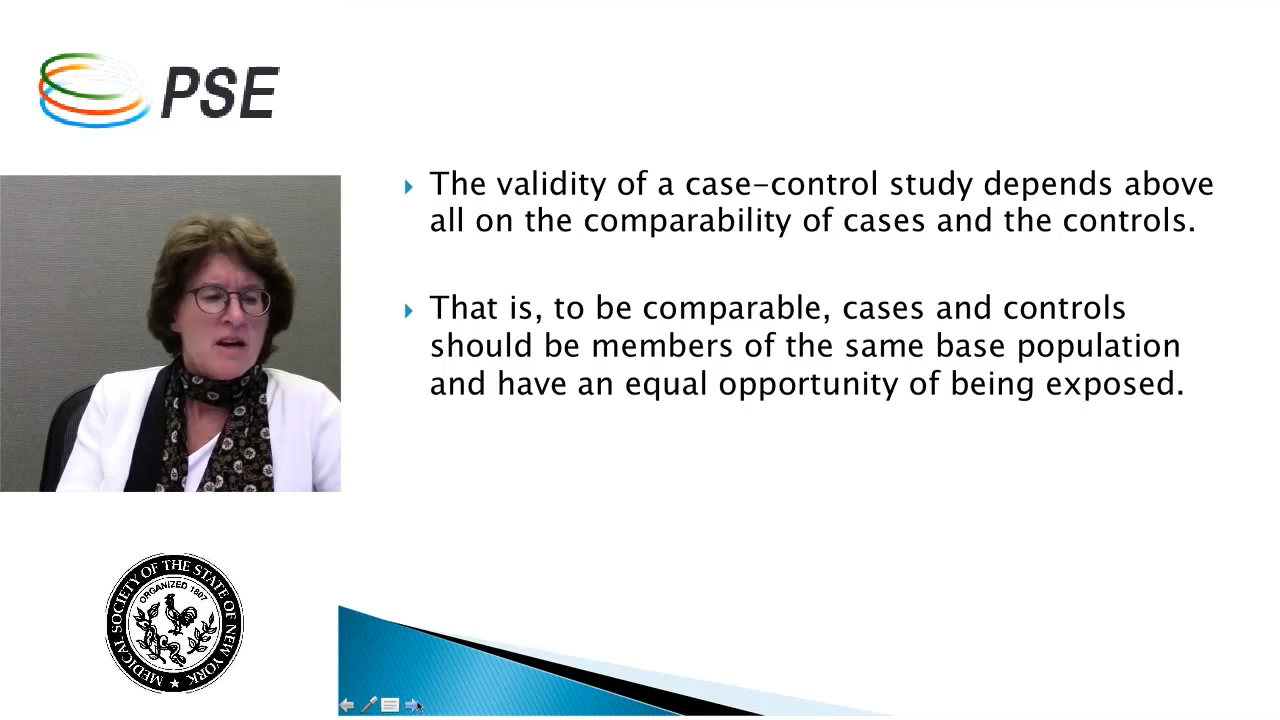 PSE
The validity of a case-control study depends above
all on the comparability of cases and the controls.
That is, to be comparable, cases and controls
should be members of the same base population
and have an equal opportunity of being exposed.
MEDICAL SOCIETY OF THE STATE OF NEW YORK
ORGANIZED 1807